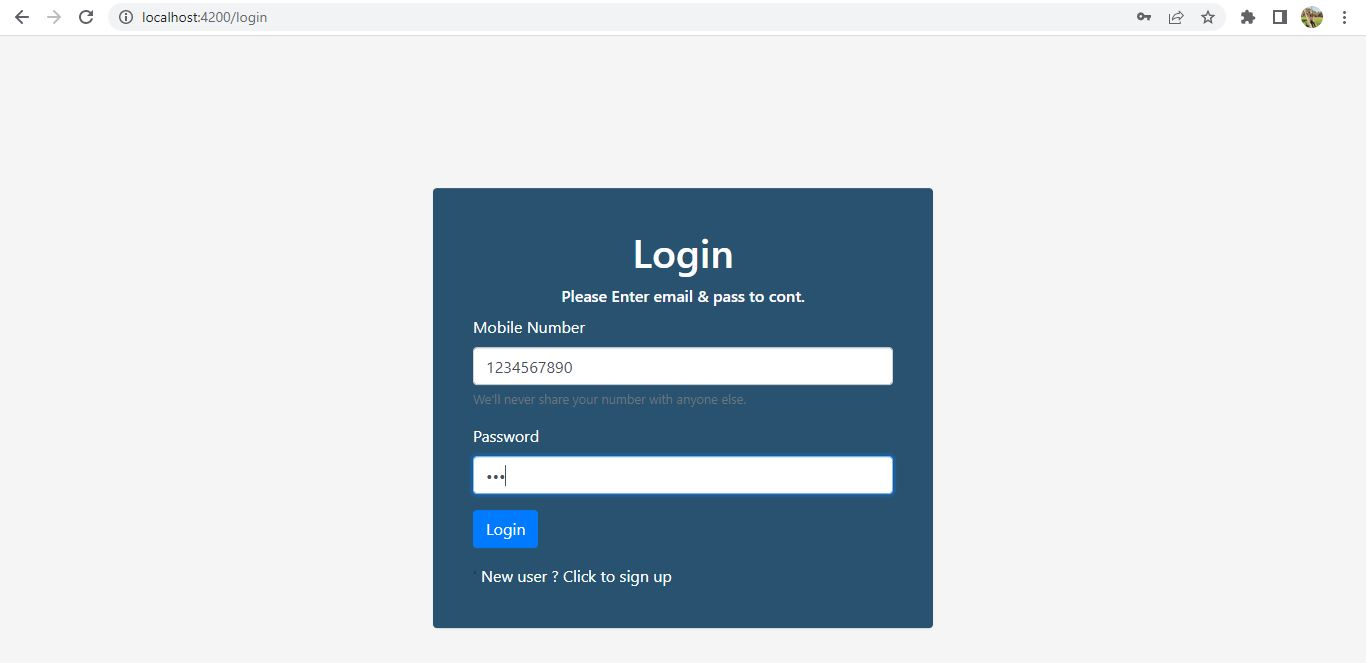 localhost:4200/login
Login
Please Enter email & pass to cont.
Mobile Number
1234567890
We'll never share your number with anyone else.
Password
•••
Login
New user ? Click to sign up